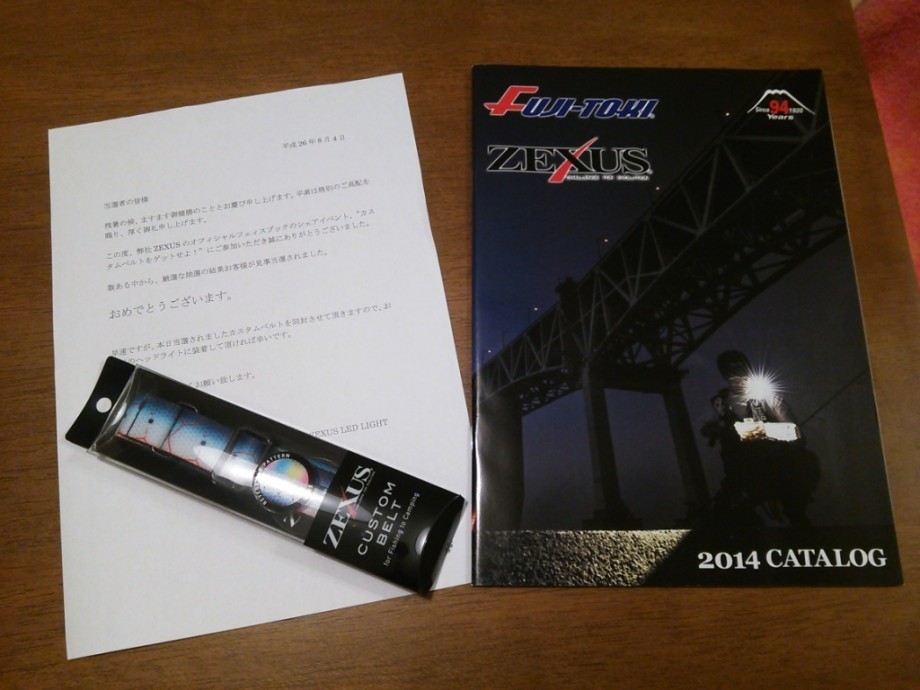 平成26年8月4日
当選者の皆様
残暑の候、ますます御健勝のこととお慶び申し上げます。平素は格別のご高配を
賜り、厚く御礼申し上げます。
この度、弊社ZEXUSのオフィシャルフェイスブックのシェアイベント、“カス
タムベルトをゲットせよ！”にご参加いただき誠にありがとうございました。
数ある中から、厳選な抽選の結果お客様が見事当選されました。
おめでとうございます。
早速ですが、本日当選されましたカスタムベルトを同封させて頂きますので、お
のヘッドライトに装着して頂ければ幸いです。
お願い致します。
ZEXUS LED LIGHT
PATTERN
ZEXUS
CUSTOM
BELT
for Fishing to Camping
FUJI-TOKI
Since 94 1920
Years
ZEXUS
CHALLENGE FOR EVOLUTION
2014 CATALOG